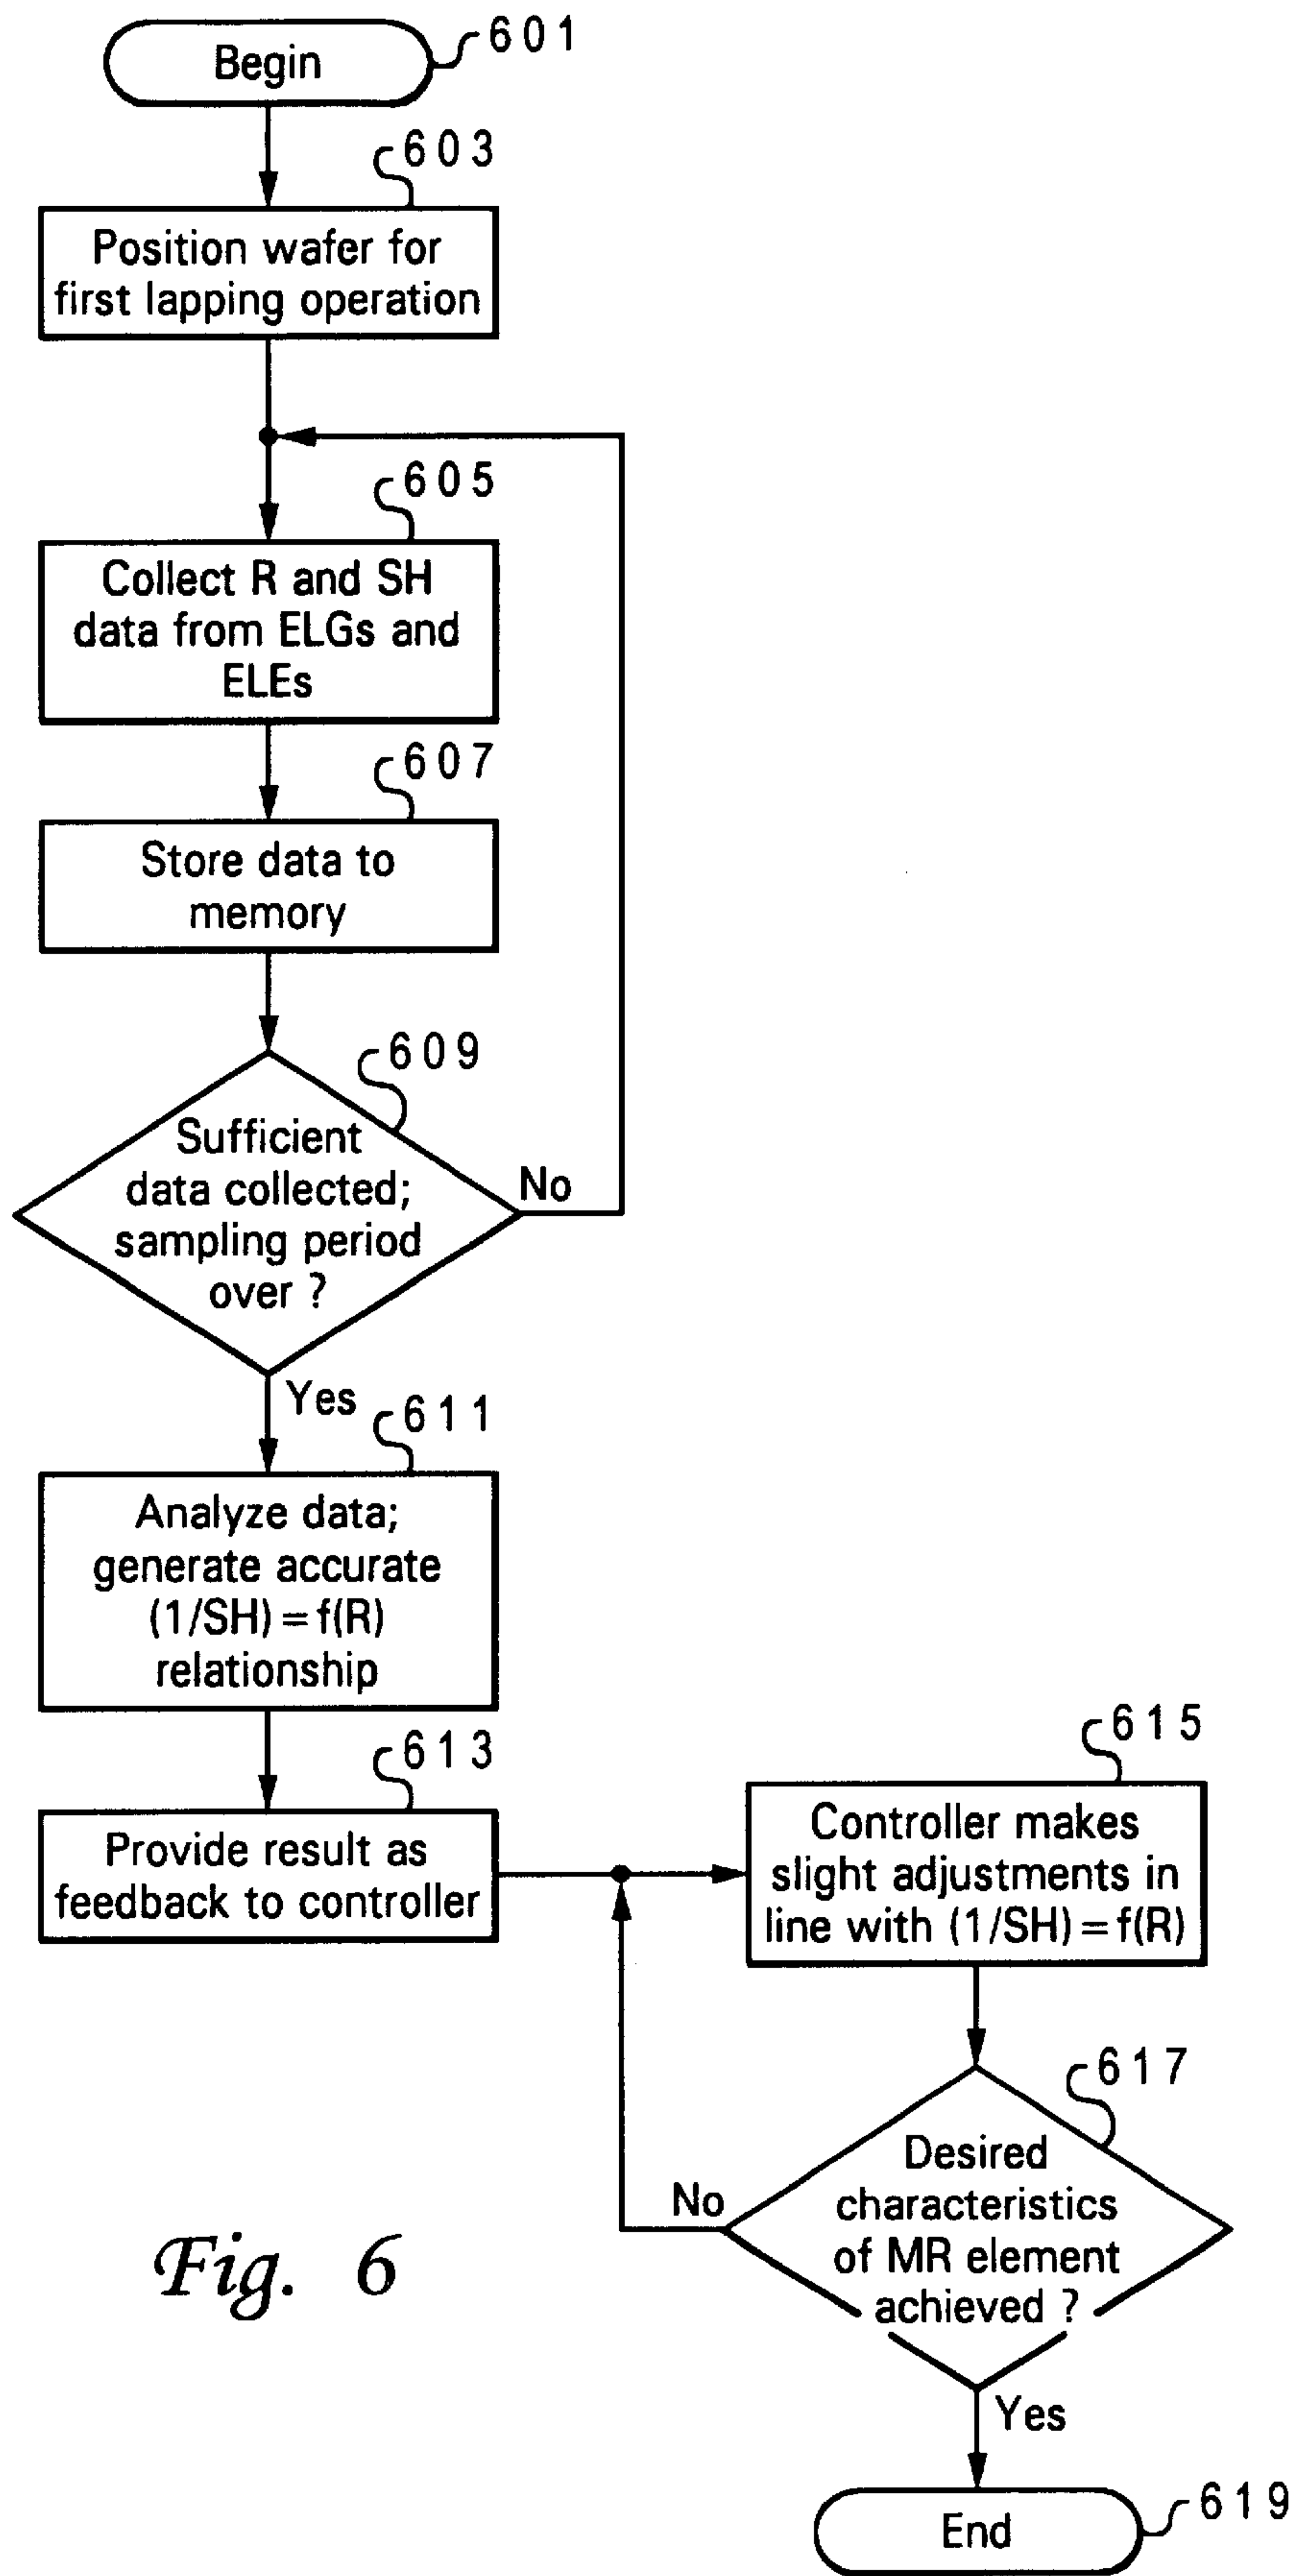 Begin
601
603
Position wafer for
first lapping operation
605
Collect R and SH
data from ELGs and
ELEs
607
Store data to
memory
609
Sufficient
data collected;
sampling period
over ?
No
Yes
611
Analyze data;
generate accurate
(1/SH) = f(R)
relationship
613
Provide result as
feedback to controller
615
Controller makes
slight adjustments in
line with (1/SH) = f(R)
617
Desired
characteristics
of MR element
achieved ?
No
Yes
End
619
Fig. 6